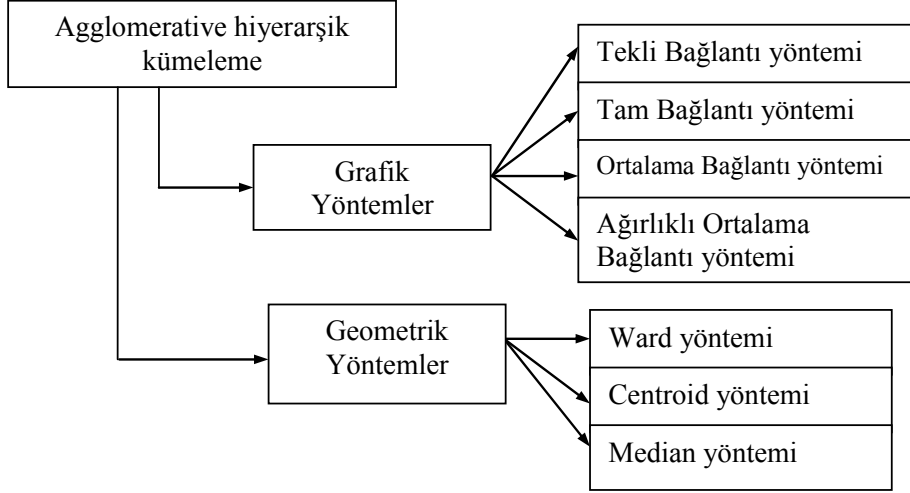 Agglomerative hiyerarşik
kümeleme
Grafik
Yöntemler
Tekli Bağlantı yöntemi
Tam Bağlantı yöntemi
Ortalama Bağlantı yöntemi
Ağırlıklı Ortalama
Bağlantı yöntemi
Geometrik
Yöntemler
Ward yöntemi
Centroid yöntemi
Median yöntemi